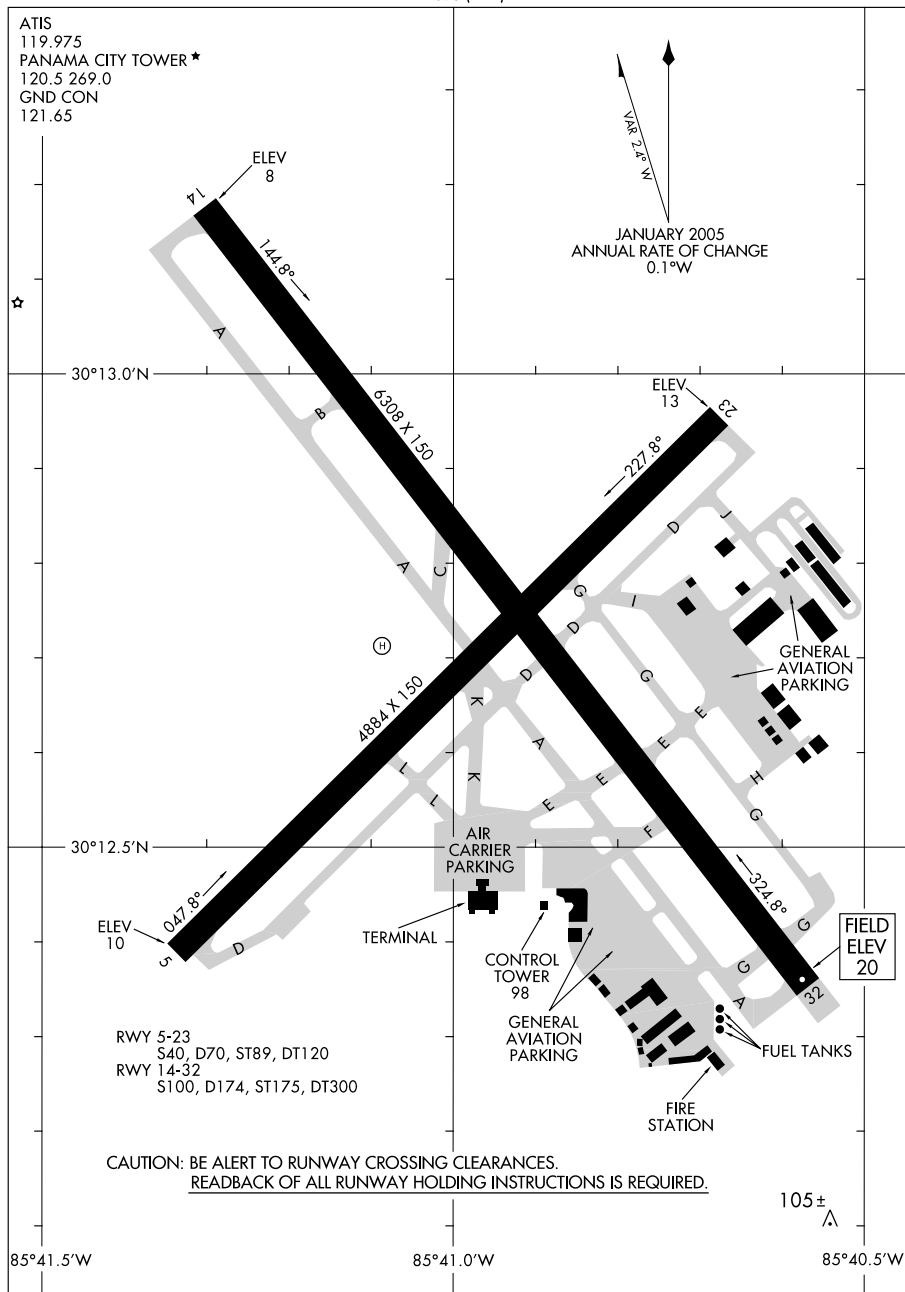 ATIS
119.975
PANAMA CITY TOWER★
120.5 269.0
GND CON
121.65
ELEV
8
14
144.8°
VAR 2.4° W
JANUARY 2005
ANNUAL RATE OF CHANGE
0.1°W
A
B
6308 X 150
30°13.0'N
ELEV
13
23
227.8°
D
J
A
C
G
I
D
H
D
G
GENERAL
AVIATION
PARKING
4884 X 150
K
A
E
E
L
K
E
H
L
E
F
G
30°12.5'N
AIR
CARRIER
PARKING
047.8°
324.8°
ELEV
10
5
D
TERMINAL
CONTROL
TOWER
98
GENERAL
AVIATION
PARKING
G
G
A
32
FIELD
ELEV
20
FUEL TANKS
FIRE
STATION
RWY 5-23
S40, D70, ST89, DT120
RWY 14-32
S100, D174, ST175, DT300
CAUTION: BE ALERT TO RUNWAY CROSSING CLEARANCES.
READBACK OF ALL RUNWAY HOLDING INSTRUCTIONS IS REQUIRED.
105±
85°41.5'W
85°41.0'W
85°40.5'W